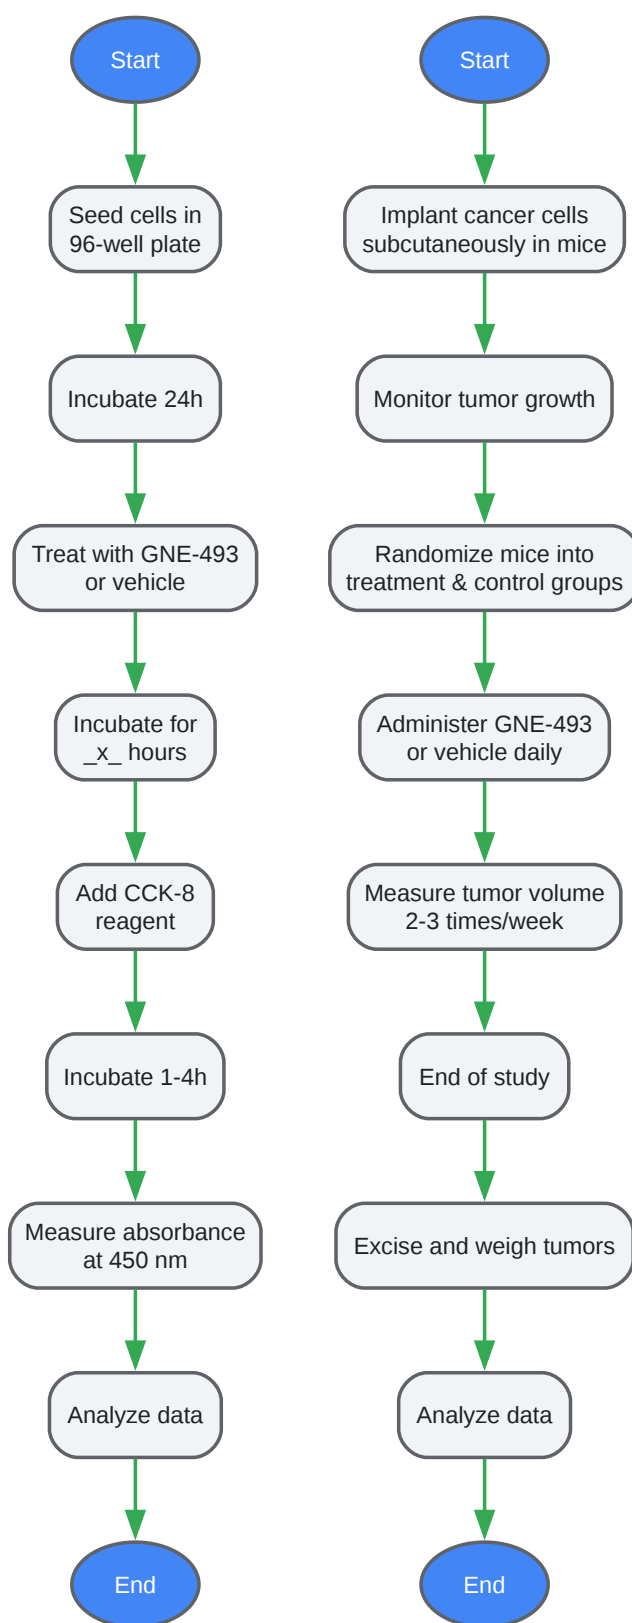 Start
Seed cells in
96-well plate
Incubate 24h
Treat with GNE-493
or vehicle
Incubate for
_x_ hours
Add CCK-8
reagent
Incubate 1-4h
Measure absorbance
at 450 nm
Analyze data
End
Start
Implant cancer cells
subcutaneously in mice
Monitor tumor growth
Randomize mice into
treatment & control groups
Administer GNE-493
or vehicle daily
Measure tumor volume
2-3 times/week
End of study
Excise and weigh tumors
Analyze data
End